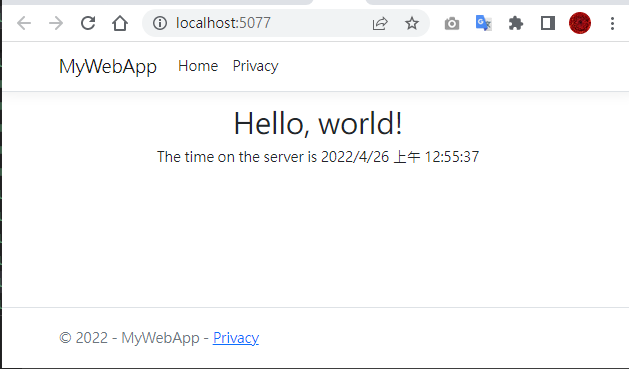 localhost:5077
MyWebApp Home Privacy
Hello, world!
The time on the server is 2022/4/26 上午 12:55:37
© 2022 - MyWebApp - Privacy